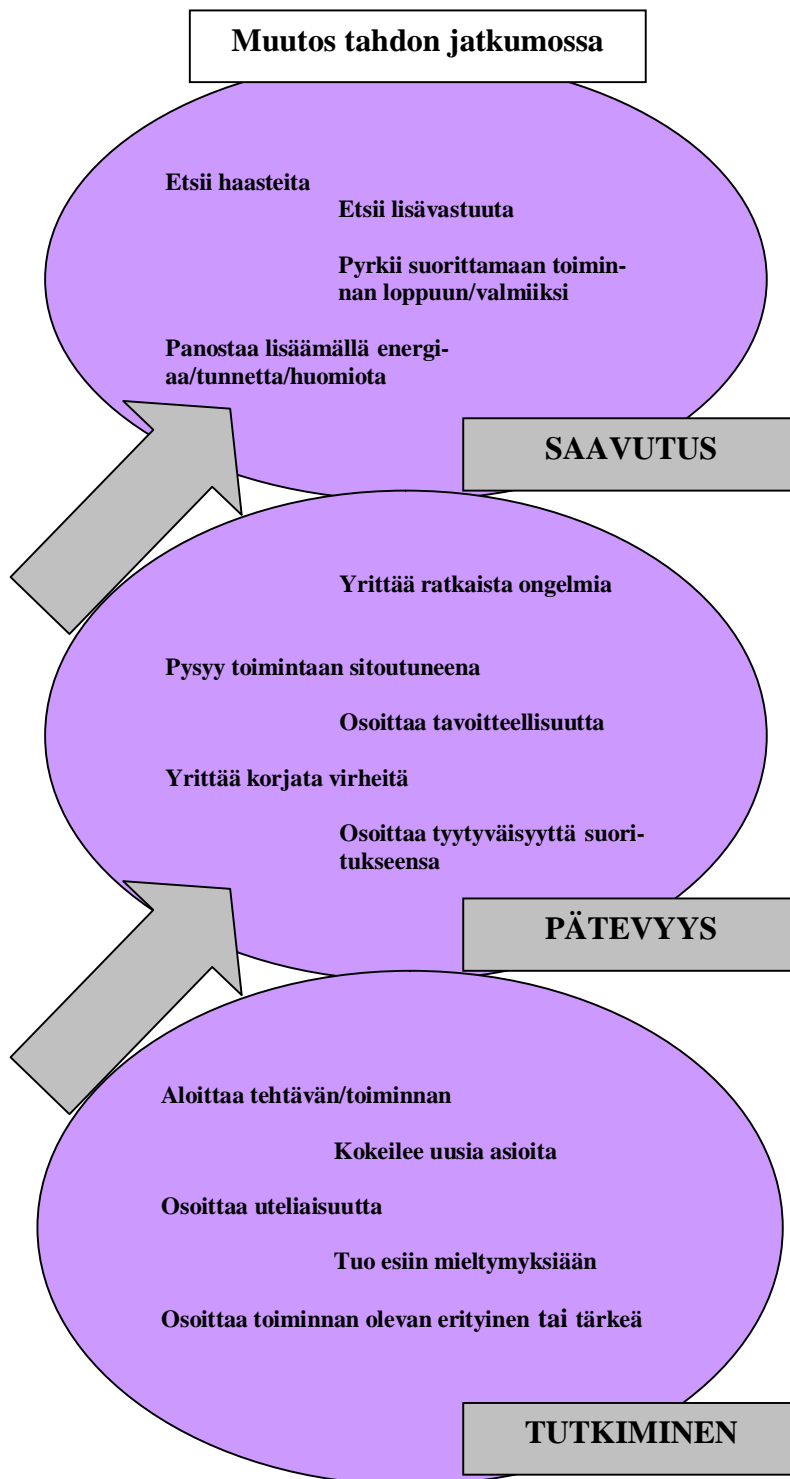 Muutos tahdon jatkumossa
Etsii haasteita
Etsii lisävastuuta
Pyrkii suorittamaan toimin-
nan loppuun/valmiiksi
Panostaa lisäämällä energi-
aa/tunnetta/huomiota
SAAVUTUS
Yrittää ratkaista ongelmia
Pysyy toimintaan sitoutuneena
Osoittaa tavoitteellisuutta
Yrittää korjata virheitä
Osoittaa tyytyväisyyttä suori-
tukseensa
PÄTEVYYS
Aloittaa tehtävän/toiminnan
Kokeilee uusia asioita
Osoittaa uteliaisuutta
Tuo esiin mieltymyksiään
Osoittaa toiminnan olevan erityinen tai tärkeä
TUTKIMINEN